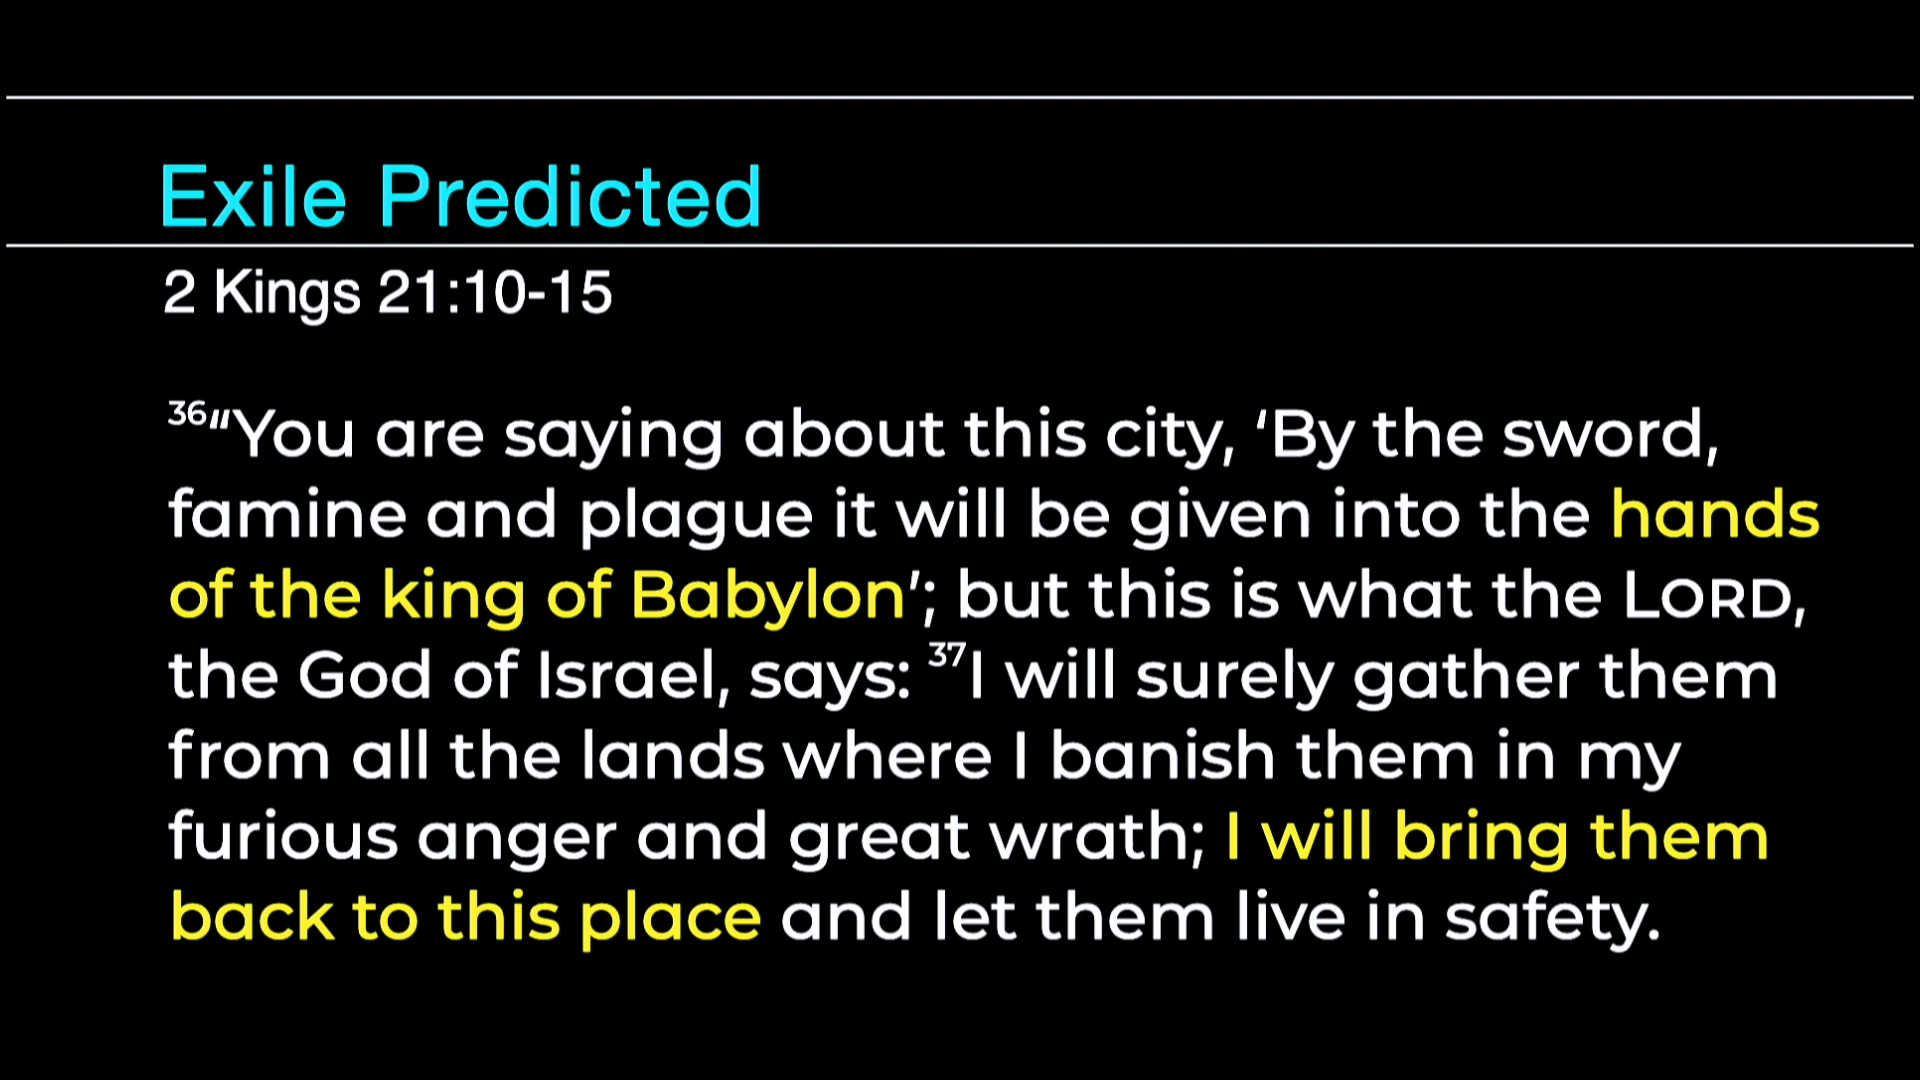 Exile Predicted
2 Kings 21:10-15
36"You are saying about this city, 'By the sword,
famine and plague it will be given into the hands
of the king of Babylon'; but this is what the LORD,
the God of Israel, says: 37I will surely gather them
from all the lands where I banish them in my
furious anger and great wrath; I will bring them
back to this place and let them live in safety.